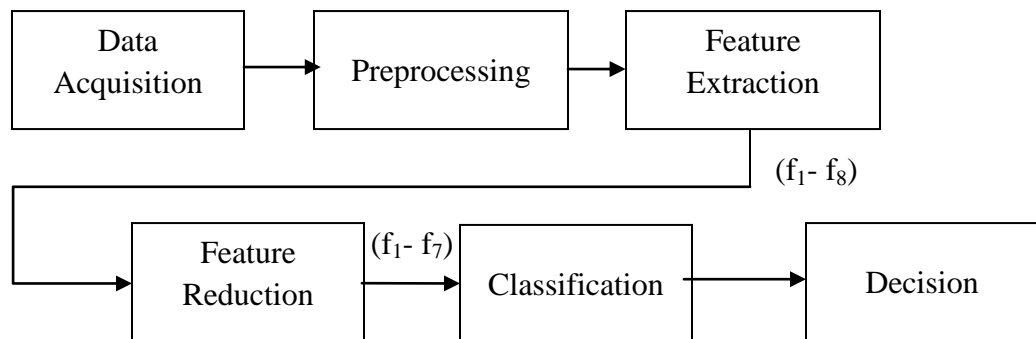 Data
Acquisition
Preprocessing
Feature
Extraction
(f₁- f₈)
Feature
Reduction
(f₁- f₇)
Classification
Decision